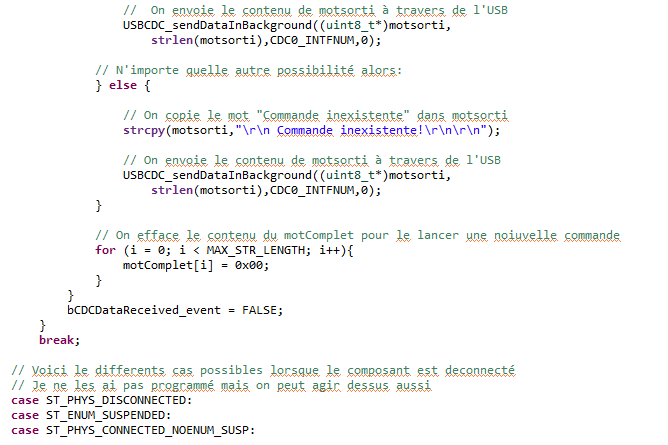 //  On envoie le contenu de motsorti à travers de l'USB
USBCDC_sendDataInBackground((uint8_t*)motsorti,
strlen(motsorti),CDC0_INTFNUM,0);
// N'importe quelle autre possibilité alors:
} else {
// On copie le mot "Commande inexistente" dans motsorti
strcpy(motsorti,"\r\n Commande inexistente!\r\n\r\n");
// On envoie le contenu de motsorti à travers de l'USB
USBCDC_sendDataInBackground((uint8_t*)motsorti,
strlen(motsorti),CDC0_INTFNUM,0);
}
// On efface le contenu du motComplet pour le lancer une noiuvelle commande
for (i = 0; i < MAX_STR_LENGTH; i++){
motComplet[i] = 0x00;
}
}
bCDCDataReceived_event = FALSE;
}
break;
// Voici le differents cas possibles lorsque le composant est deconnecté
// Je ne les ai pas programmé mais on peut agir dessus aussi
case ST_PHYS_DISCONNECTED:
case ST_ENUM_SUSPENDED:
case ST_PHYS_CONNECTED_NOENUM_SUSP: